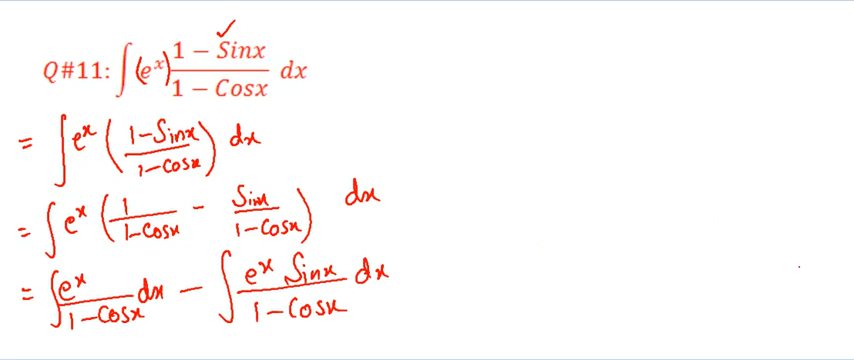 Q#11: ∫(e^x) (1 − Sinx)/(1 − Cosx) dx
= ∫ e^x ( (1-Sinx)/(1-Cosx) ) dx
= ∫ e^x ( 1/(1-Cosx) - Sinx/(1-Cosx) ) dx
= ∫ e^x/(1-Cosx) dx - ∫ (e^x Sinx)/(1-Cosx) dx